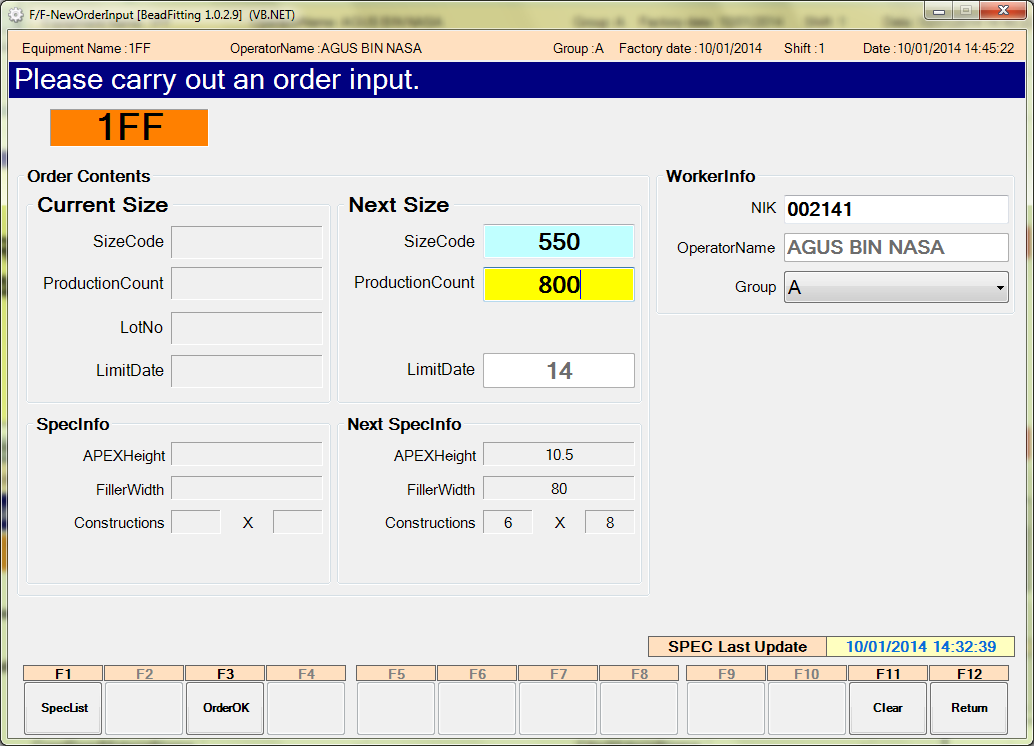 F/F-NewOrderInput [BeadFitting 1.0.2.9] (VB.NET)
Equipment Name :1FF OperatorName :AGUS BIN NASA Group :A Factory date :10/01/2014 Shift :1 Date :10/01/2014 14:45:22
Please carry out an order input.
1FF
Order Contents
Current Size
SizeCode
ProductionCount
LotNo
LimitDate
Next Size
SizeCode 550
ProductionCount 800
LimitDate 14
SpecInfo
APEXHeight
FillerWidth
Constructions X
Next SpecInfo
APEXHeight 10.5
FillerWidth 80
Constructions 6 X 8
WorkerInfo
NIK 002141
OperatorName AGUS BIN NASA
Group A
SPEC Last Update 10/01/2014 14:32:39
F1 F2 F3 F4 F5 F6 F7 F8 F9 F10 F11 F12
SpecList OrderOK Clear Return